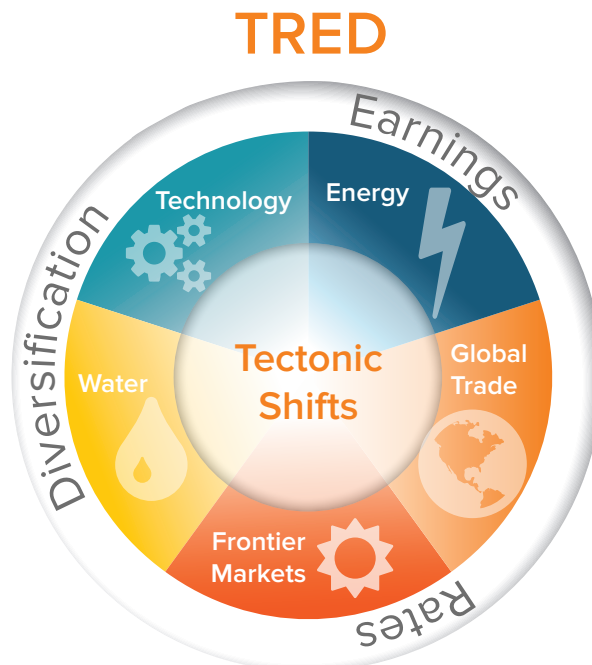 TRED
Earnings
Technology
Energy
Diversification
Tectonic
Shifts
Global
Trade
Water
Frontier
Markets
Rates